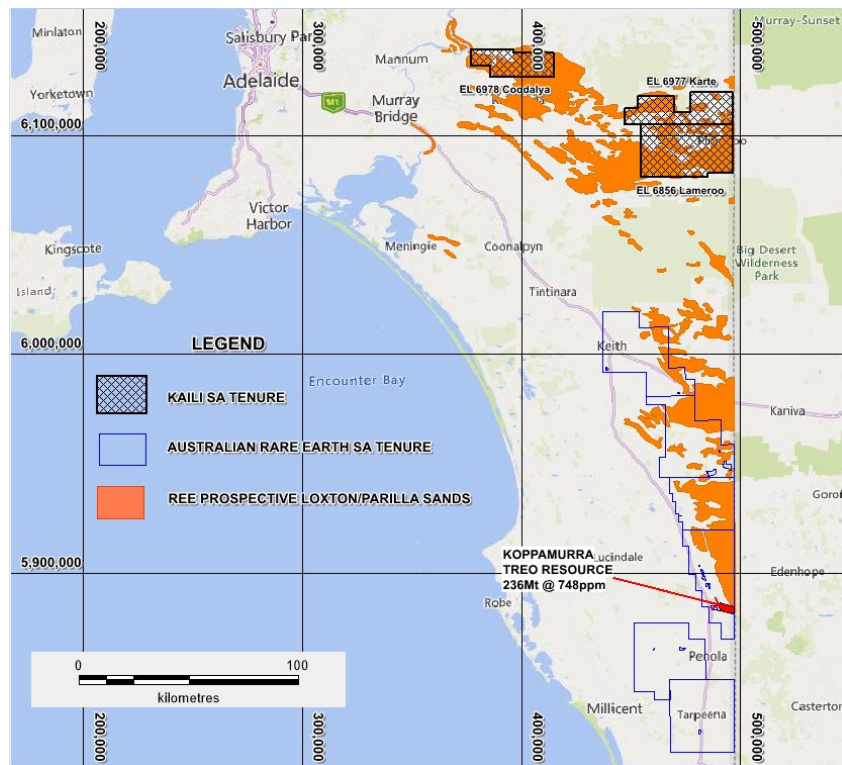 Minlaton
200,000
Salisbury Par
300,000
Mannum
400,000
500,000
Murray-Sunset
Yorketown
Adelaide
EL 6978 Coodalya
EL 6977 Karte
M1
Murray
Bridge
6,100,000
EL 6856 Lameroo
Victor
Harbor
Kingscote
Island
Meningie
Coonalpyn
Big Desert
Wilderness
Park
Tintinara
LEGEND
6,000,000
Keith
Encounter Bay
KAILI SA TENURE
Kaniva
AUSTRALIAN RARE EARTH SA TENURE
REE PROSPECTIVE LOXTON/PARILLA SANDS
Goro
KOPPAMURRA
TREO RESOURCE
236Mt @ 748ppm
Lucindale
5,900,000
Edenhope
Robe
0
100
kilometres
Penola
Millicent
Tarpeena
Casterton
200,000
300,000
400,000
500,000